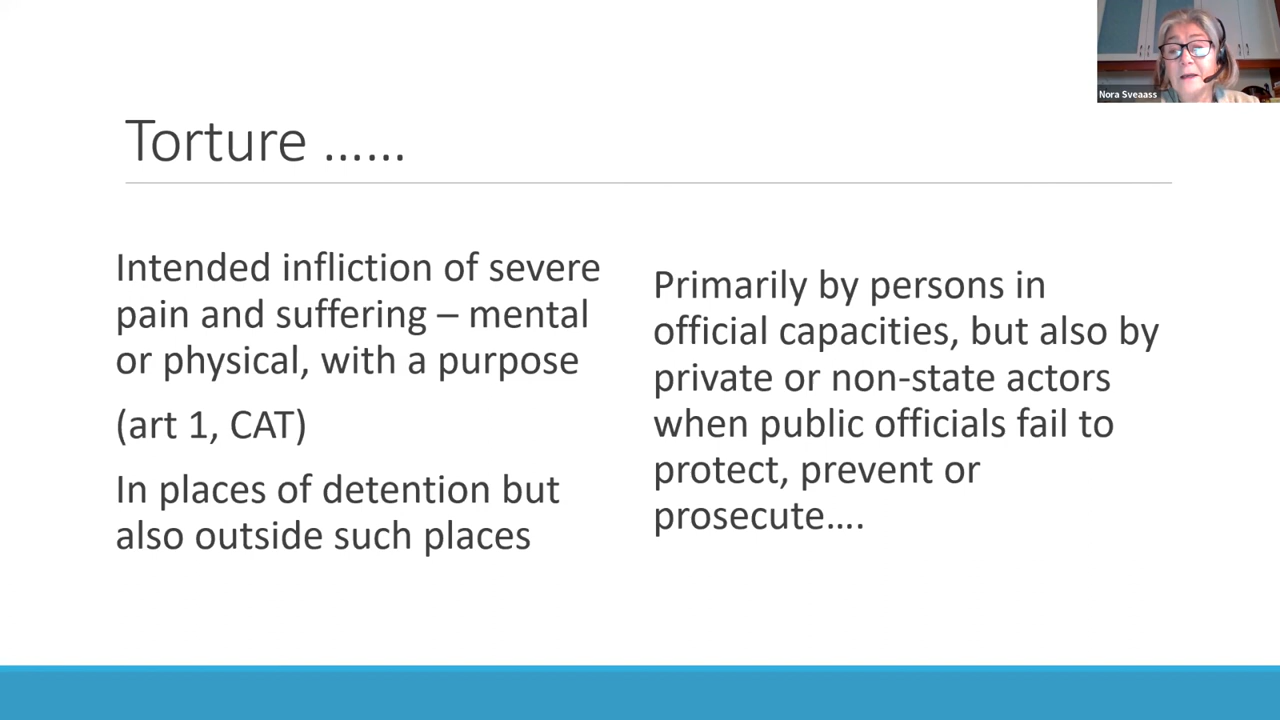 Nora Sveaass
Torture ......
Intended infliction of severe
pain and suffering – mental
or physical, with a purpose
(art 1, CAT)
In places of detention but
also outside such places
Primarily by persons in
official capacities, but also by
private or non-state actors
when public officials fail to
protect, prevent or
prosecute….